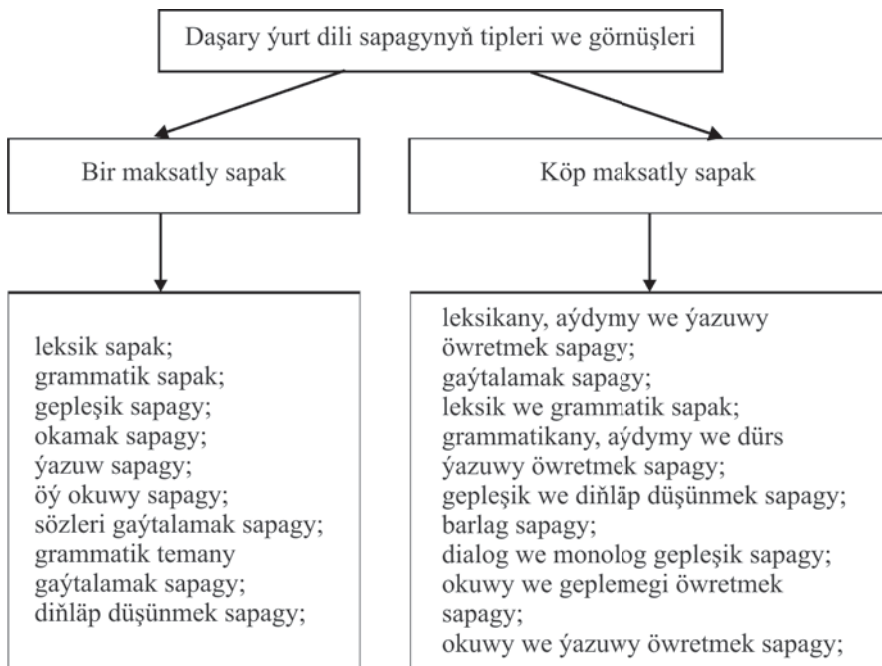 Daşary ýurt dili sapagynyň tipleri we görnüşleri
Bir maksatly sapak
Köp maksatly sapak
leksik sapak;
grammatik sapak;
gepleşik sapagy;
okamak sapagy;
ýazuw sapagy;
öý okuwy sapagy;
sözleri gaýtalamak sapagy;
grammatik temany
gaýtalamak sapagy;
diňläp düşünmek sapagy;
leksikany, aýdymy we ýazuwy
öwretmek sapagy;
gaýtalamak sapagy;
leksik we grammatik sapak;
grammatikany, aýdymy we dürs
ýazuwy öwretmek sapagy;
gepleşik we diňläp düşünmek sapagy;
barlag sapagy;
dialog we monolog gepleşik sapagy;
okuwy we geplemegi öwretmek
sapagy;
okuwy we ýazuwy öwretmek sapagy;